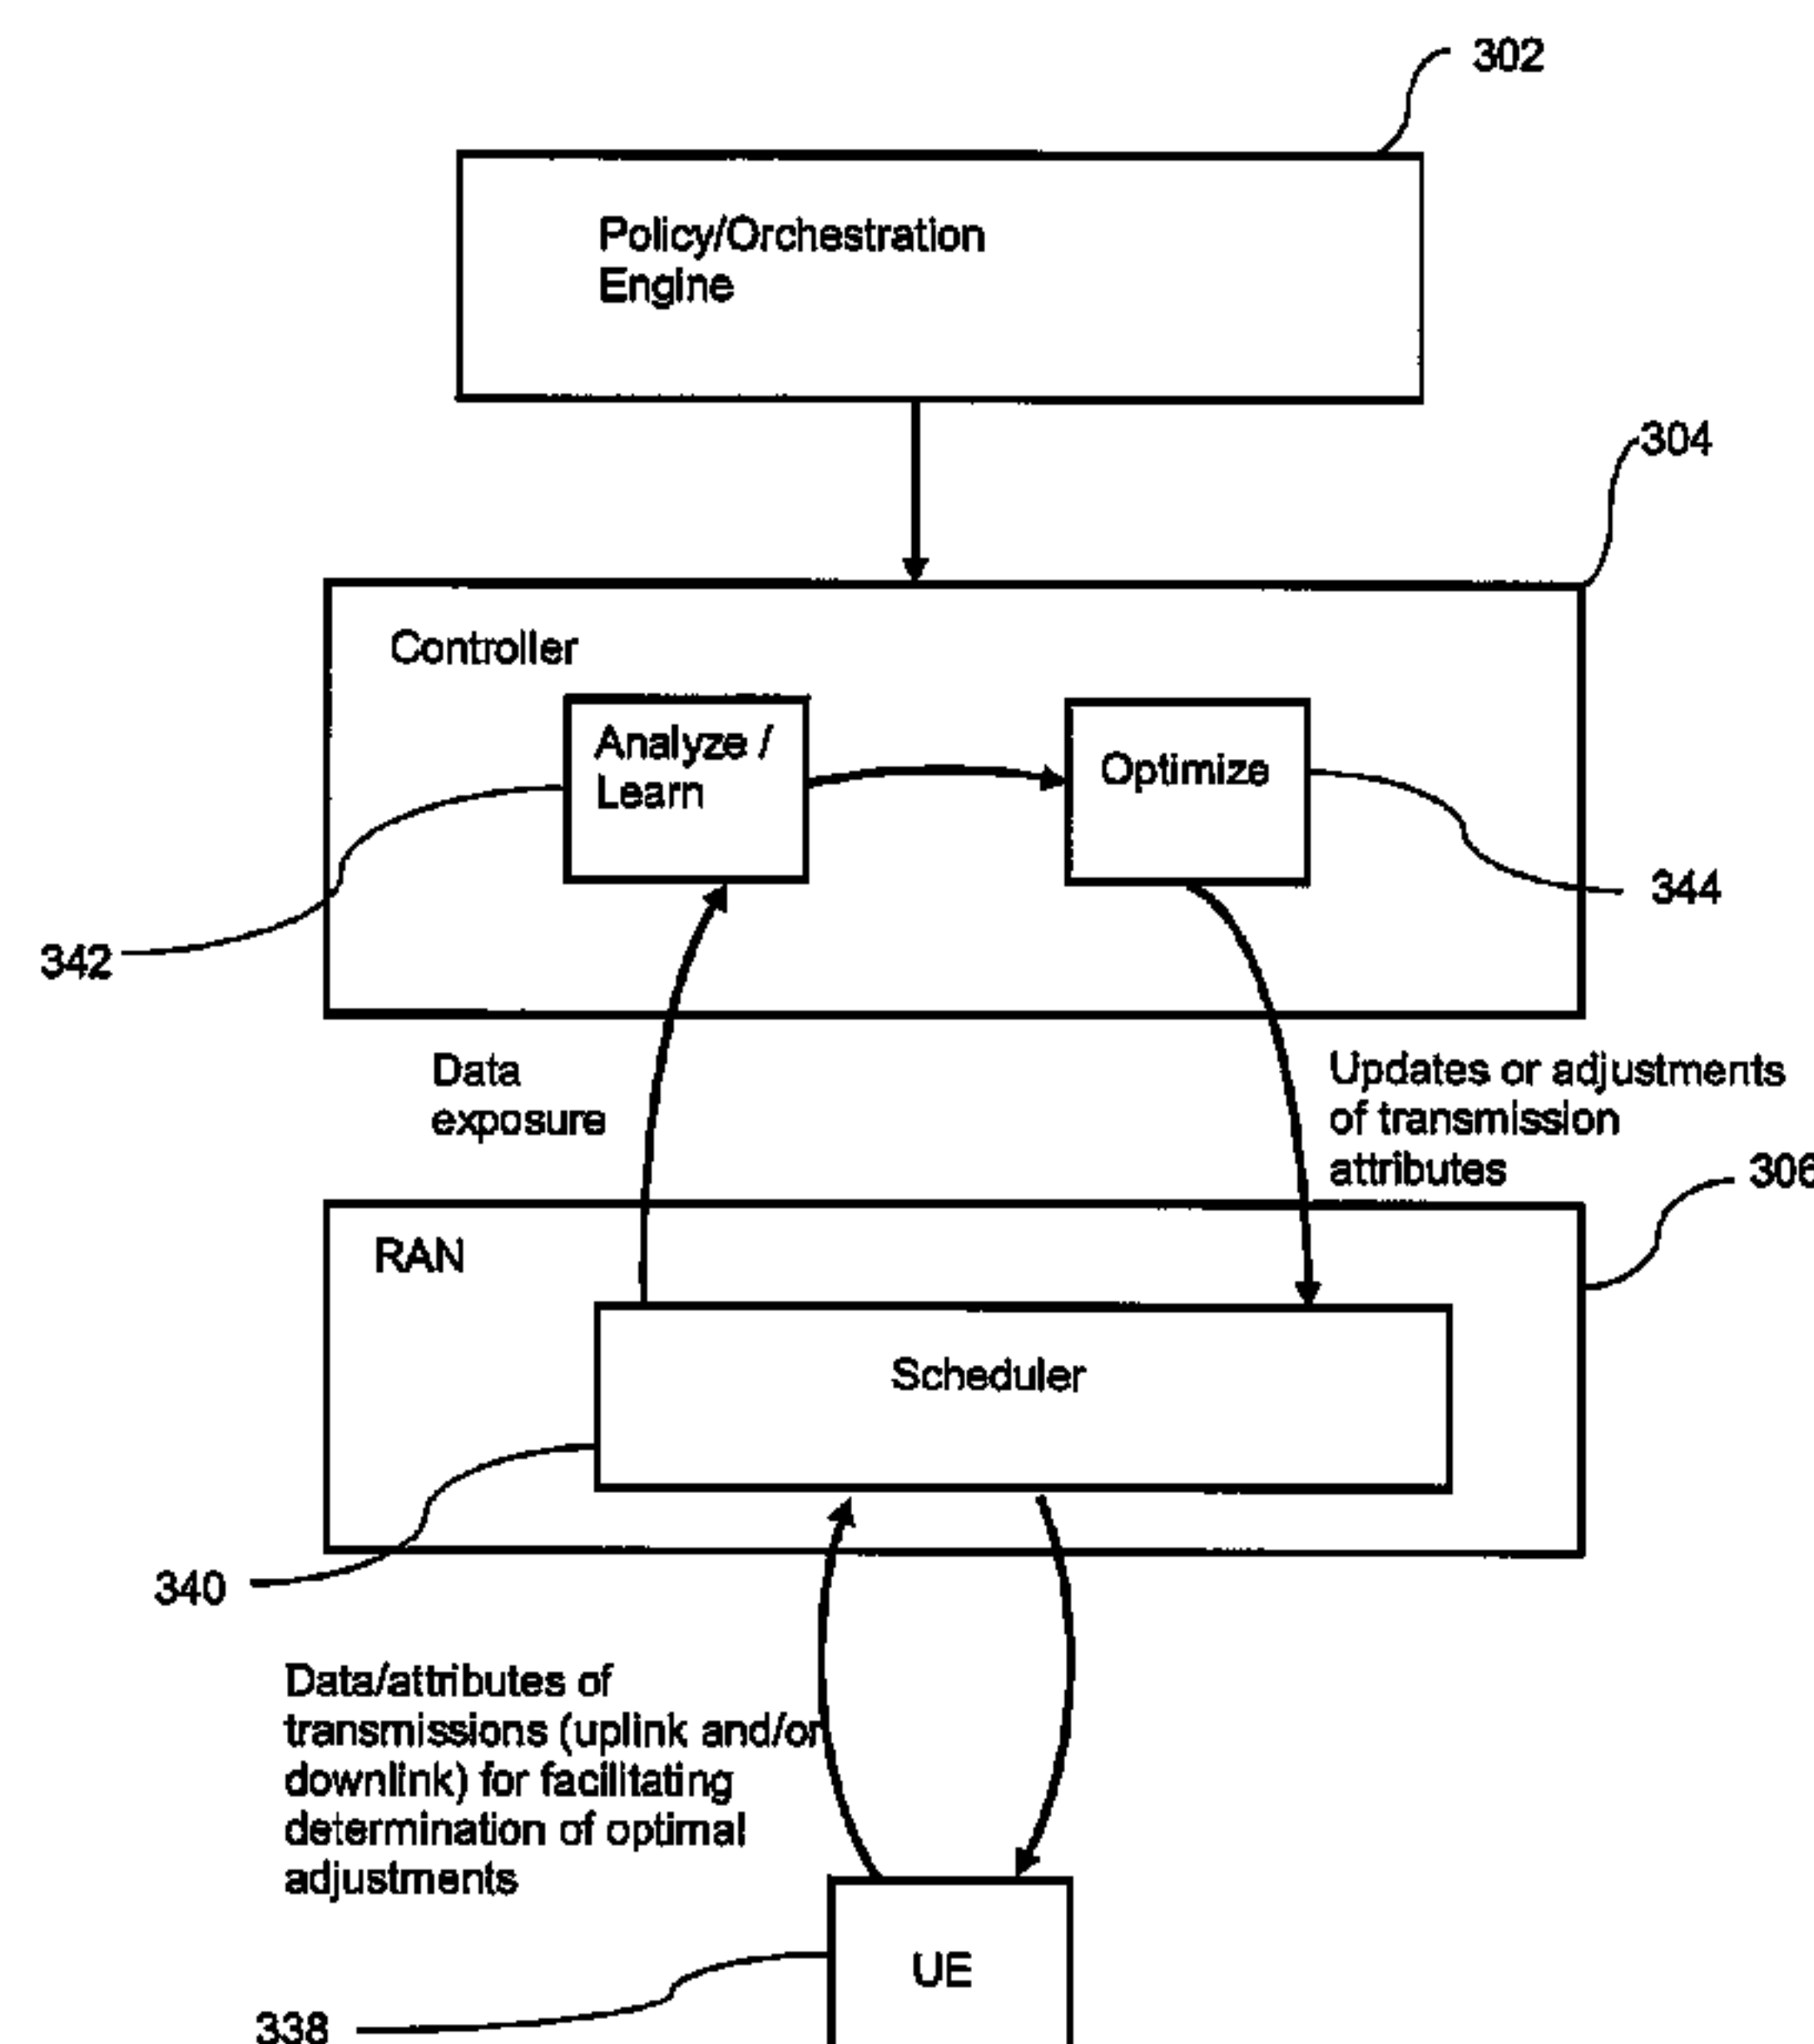 302
Policy/Orchestration
Engine
304
Controller
Analyze /
Learn
Optimize
344
342
Data
exposure
Updates or adjustments
of transmission
attributes
306
RAN
Scheduler
340
Data/attributes of
transmissions (uplink and/or
downlink) for facilitating
determination of optimal
adjustments
UE
338